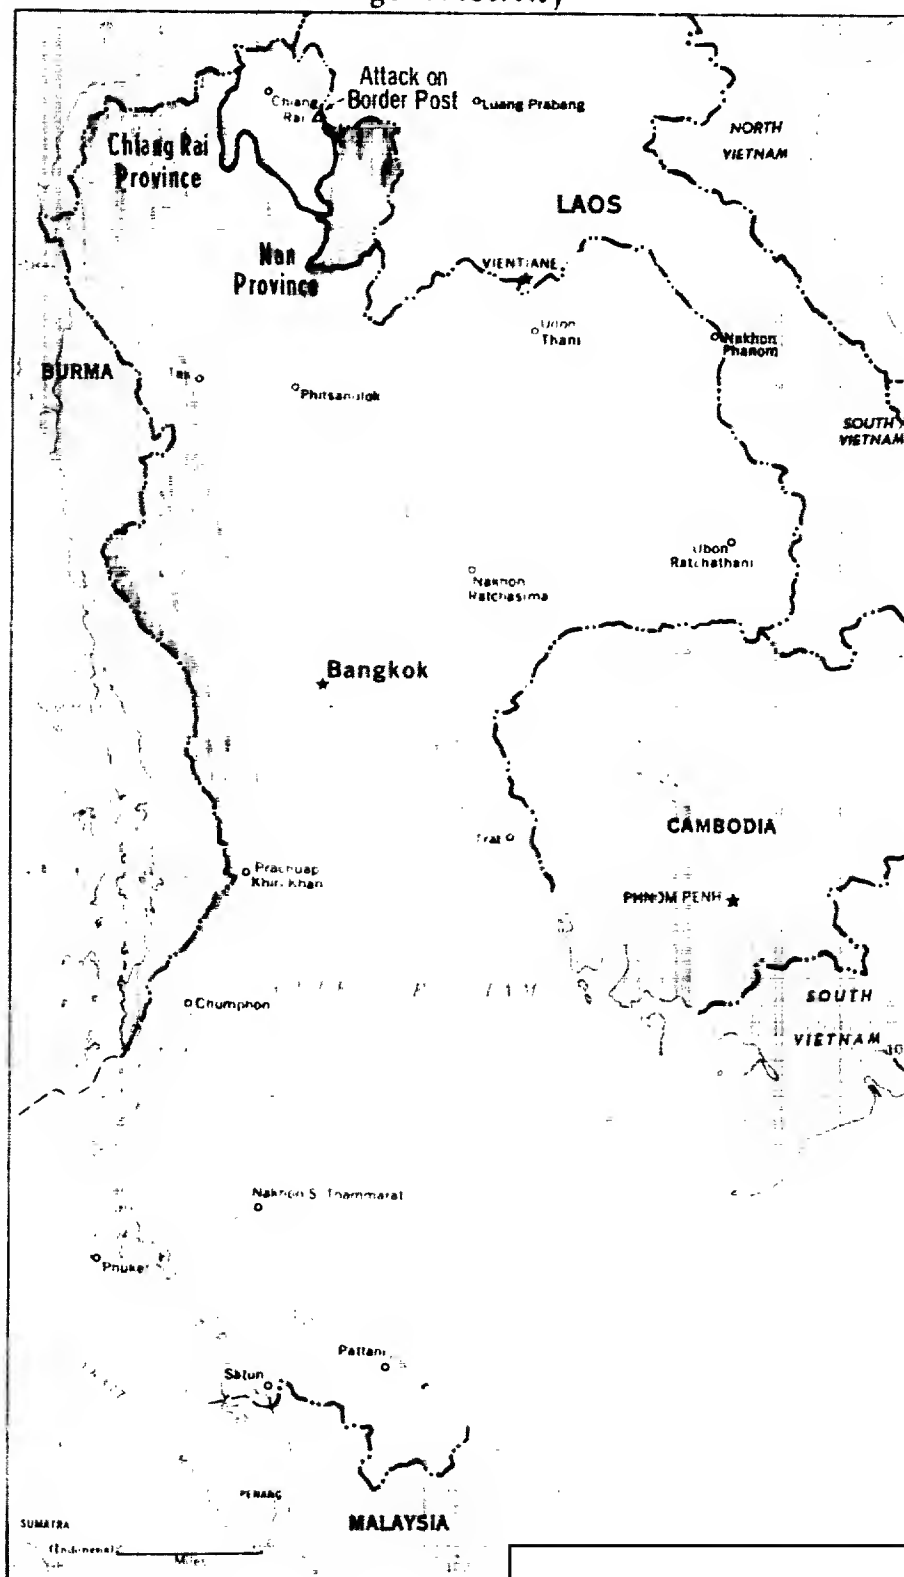 Attack on
Border Post
Chiang
Rai
Luang Prabang
NORTH
VIETNAM
Chiang Rai
Province
LAOS
Nan
Province
VIENTIANE
Udon
Thani
Nakhon
Phanom
BURMA
Phitsanulok
SOUTH
VIETNAM
Ubon
Ratchathani
Nakhon
Ratchasima
Bangkok
CAMBODIA
Trat
Prachuap
Khiri Khan
PHNOM PENH
SOUTH
VIETNAM
Chumphon
Nakhon S. Thammarat
Phuket
Pattani
Satun
PENANG
SUMATRA
(Indonesia)
MALAYSIA
Miles